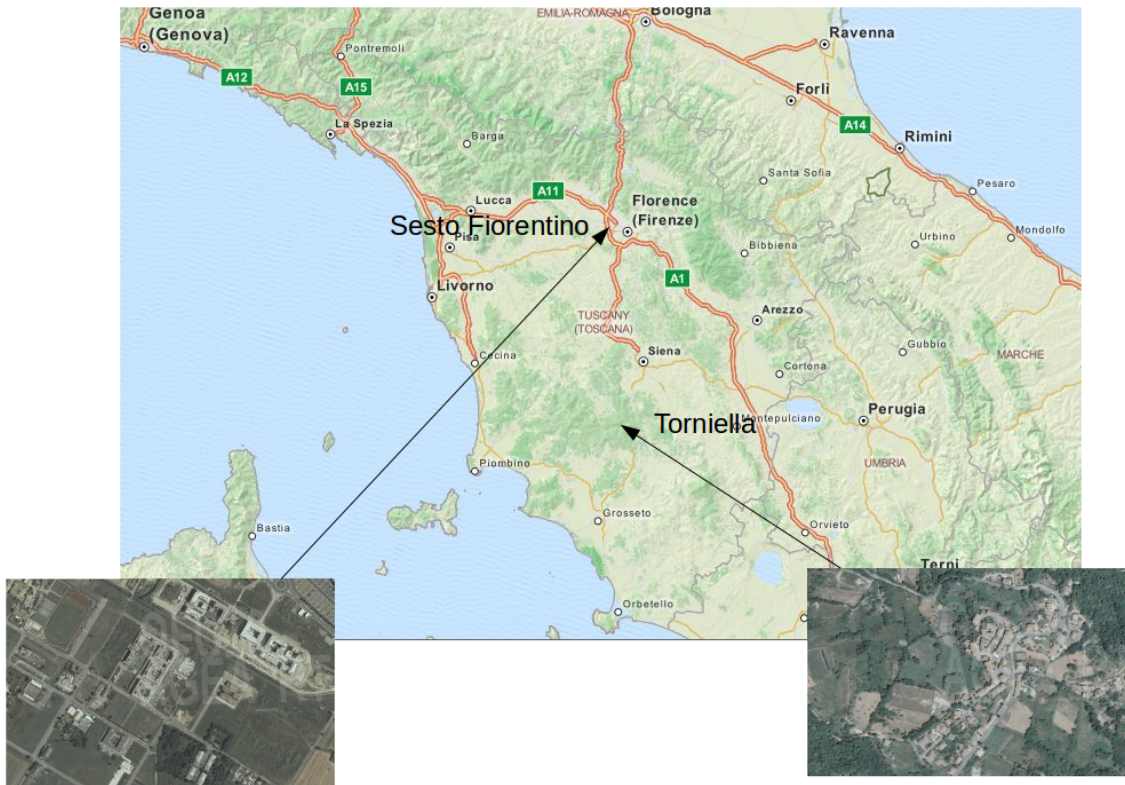 Genoa
(Genova)
EMILIA-ROMAGNA
Bologna
Ravenna
Pontremoli
A12
A15
Forlì
La Spezia
A14
Barga
Rimini
Santa Sofia
Pesaro
A11
Lucca
Florence
(Firenze)
Sesto Fiorentino
Pisa
Urbino
Mondolfo
Bibbiena
A1
Livorno
TUSCANY
(TOSCANA)
Arezzo
Siena
Gubbio
MARCHE
Cecina
Cortona
Torniella
Montepulciano
Perugia
Piombino
UMBRIA
Grosseto
Bastia
Orvieto
Terni
Orbetello